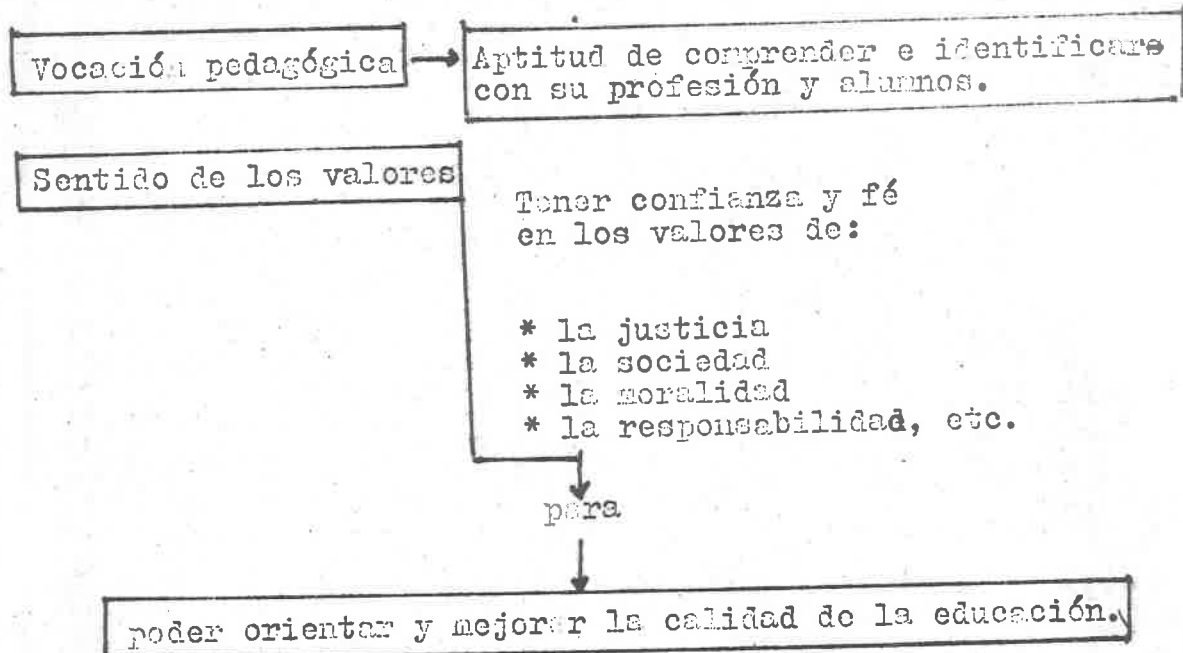 Vocación pedagógica
Aptitud de comprender e identificare
con su profesión y alumnos.
Sentido de los valores
Tener confianza y fé
en los valores de:
* la justicia
* la sociedad
* la moralidad
* la responsabilidad, etc.
para
poder orientar y mejorar la calidad de la educación.